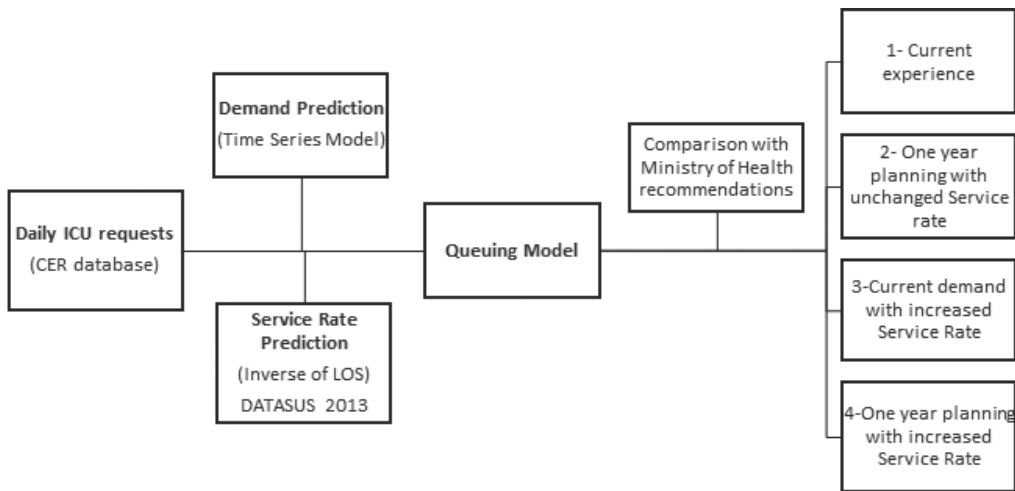 Daily ICU requests
(CER database)
Demand Prediction
(Time Series Model)
Service Rate
Prediction
(Inverse of LOS)
DATASUS 2013
Queuing Model
Comparison with
Ministry of Health
recommendations
1- Current
experience
2- One year
planning with
unchanged Service
rate
3-Current demand
with increased
Service Rate
4-One year planning
with increased
Service Rate